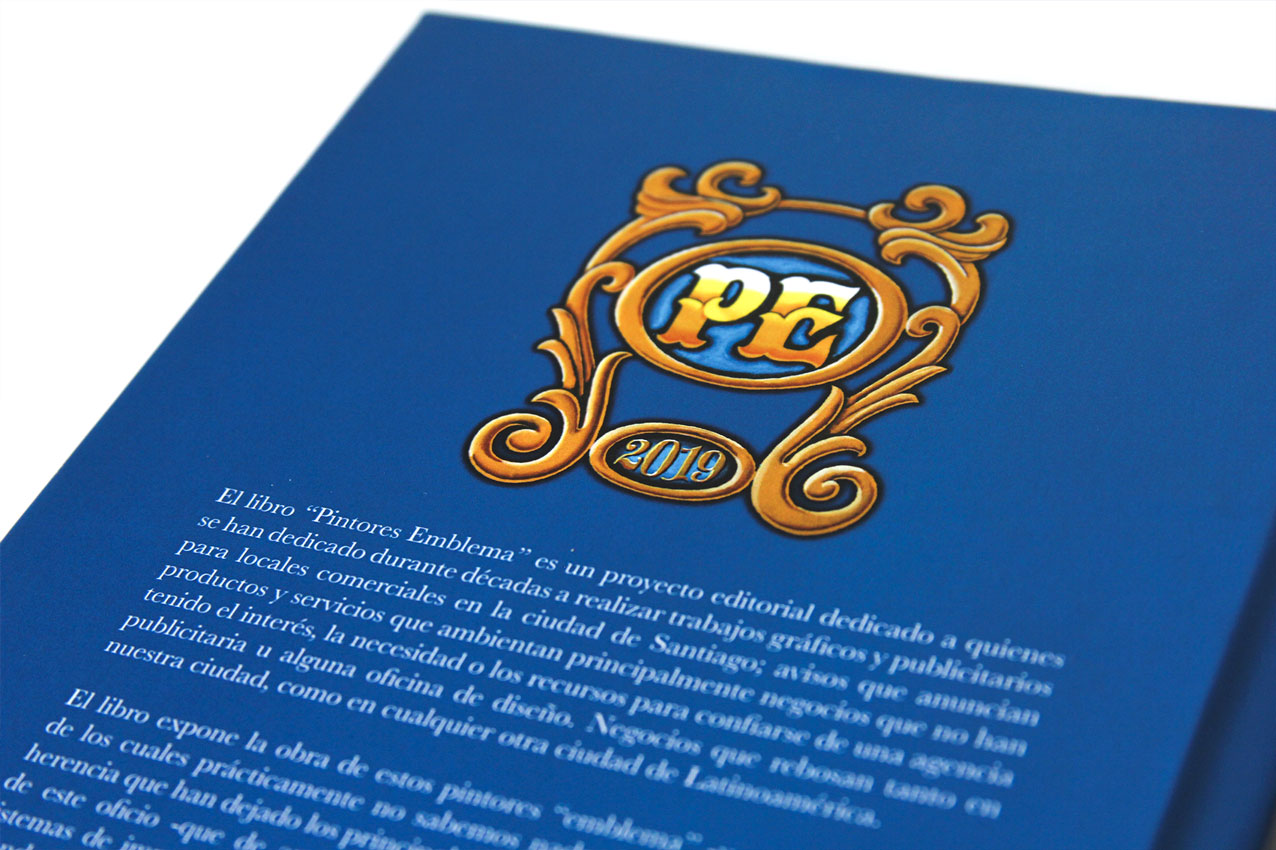 PE
2019
El libro “Pintores Emblema” es un proyecto editorial dedicado a quienes
se han dedicado durante décadas a realizar trabajos gráficos y publicitarios
para locales comerciales en la ciudad de Santiago; avisos que anuncian
productos y servicios que ambientan principalmente negocios que no han
tenido el interés, la necesidad o los recursos para confiarse de una agencia
publicitaria u alguna oficina de diseño. Negocios que rebosan tanto en
nuestra ciudad, como en cualquier otra ciudad de Latinoamérica.
El libro expone la obra de estos pintores “emblema”
de los cuales prácticamente no sabemos
herencia que han dejado los
de este oficio -que de